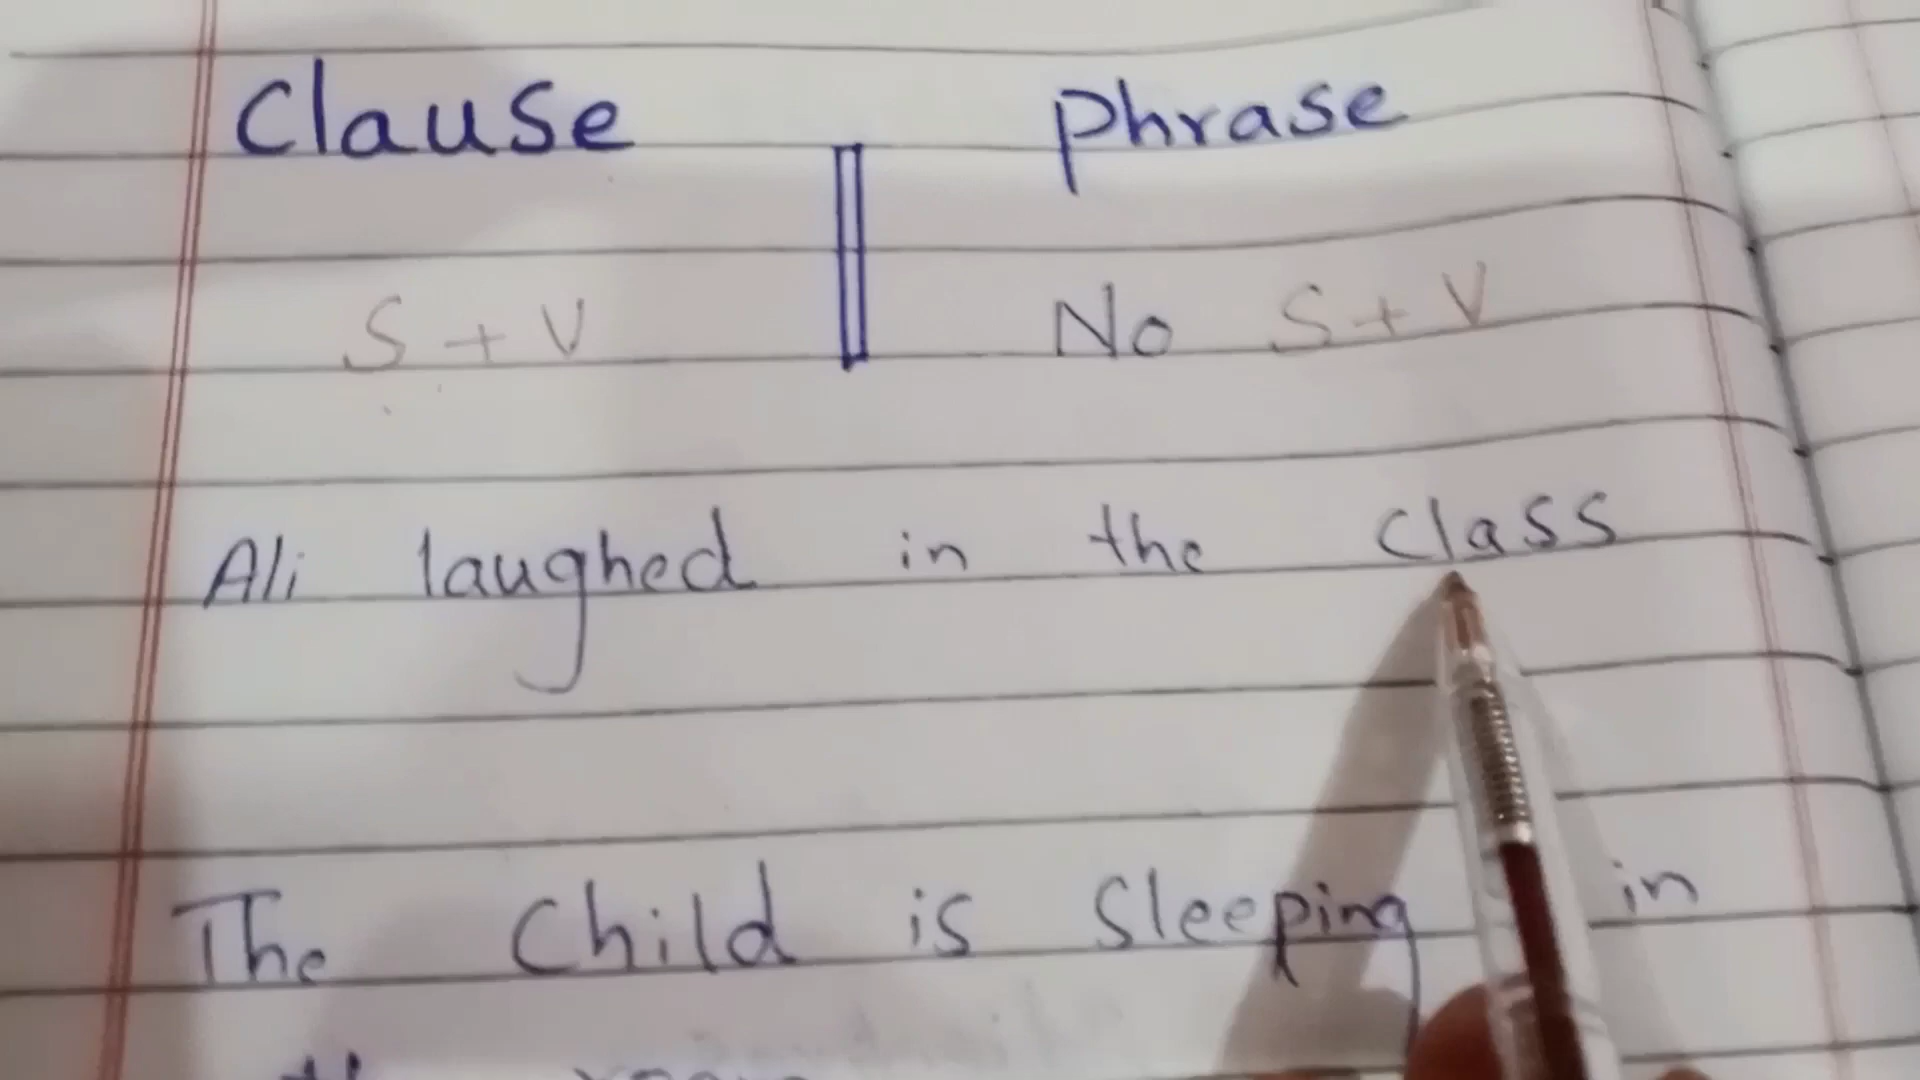 Clause Phrase
S + V No S + V
Ali laughed in the Class
The Child is Sleeping in